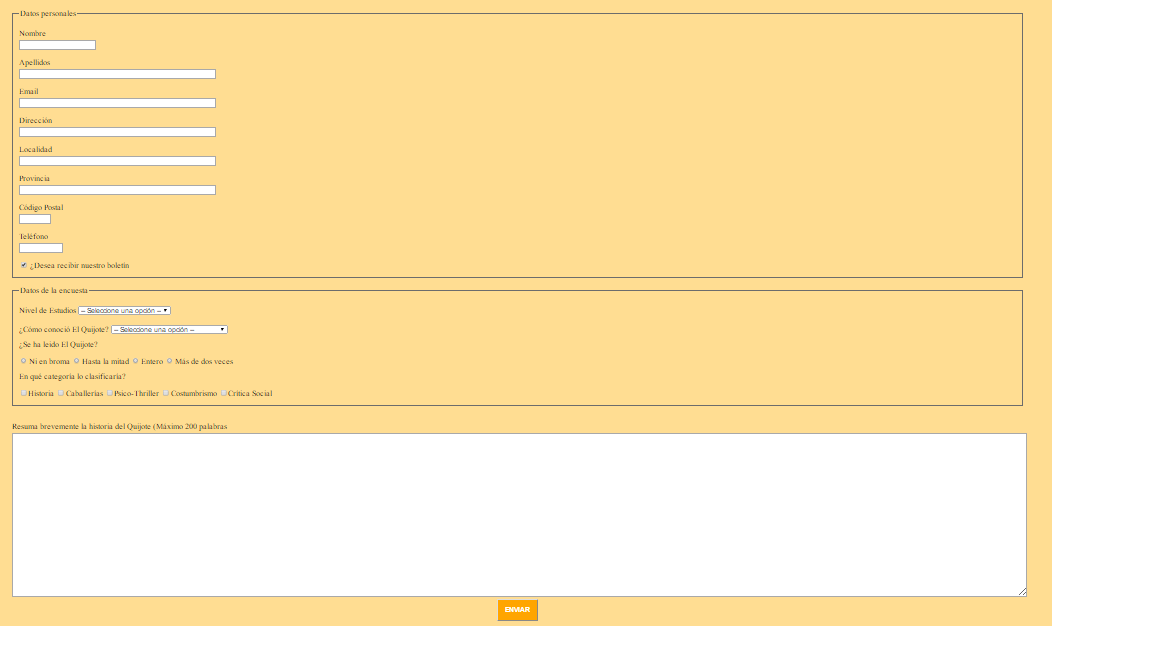 Datos personales
Nombre
Apellidos
Email
Dirección
Localidad
Provincia
Código Postal
Teléfono
¿Desea recibir nuestro boletín
Datos de la encuesta
Nivel de Estudios -- Seleccione una opción --
¿Cómo conoció El Quijote? -- Seleccione una opción --
¿Se ha leído El Quijote?
Ni en broma Hasta la mitad Entero Más de dos veces
En qué categoría lo clasificaría?
Historia Caballerías Psico-Thriller Costumbrismo Crítica Social
Resuma brevemente la historia del Quijote (Máximo 200 palabras
ENVIAR